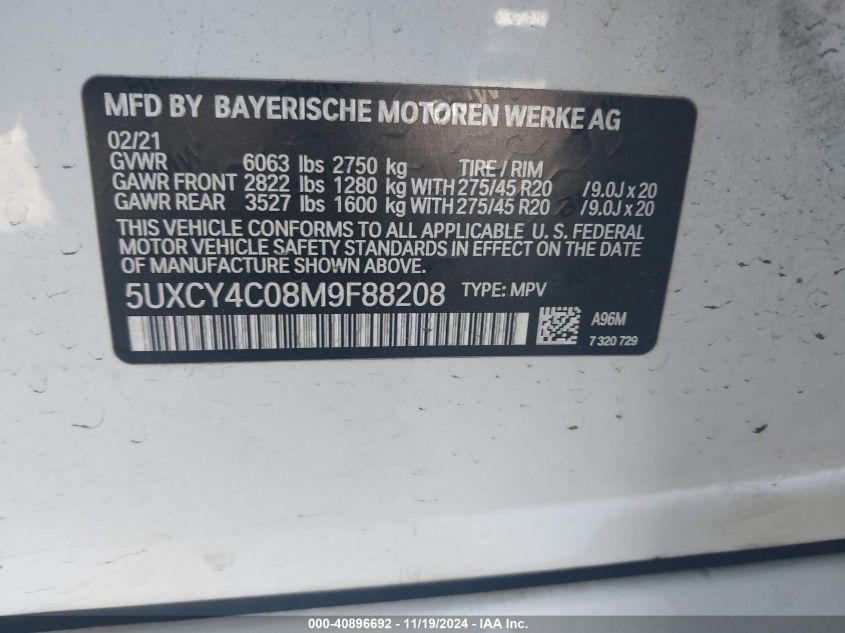 MFD BY BAYERISCHE MOTOREN WERKE AG
02/21
GVWR 6063 lbs 2750 kg TIRE / RIM
GAWR FRONT 2822 lbs 1280 kg WITH 275/45 R20 / 9.0J x 20
GAWR REAR 3527 lbs 1600 kg WITH 275/45 R20 / 9.0J x 20
THIS VEHICLE CONFORMS TO ALL APPLICABLE U. S. FEDERAL
MOTOR VEHICLE SAFETY STANDARDS IN EFFECT ON THE DATE
OF MANUFACTURE SHOWN ABOVE.
5UXCY4C08M9F88208 TYPE: MPV
A96M
7 320 729
000-40896692 - 11/19/2024 - IAA Inc.